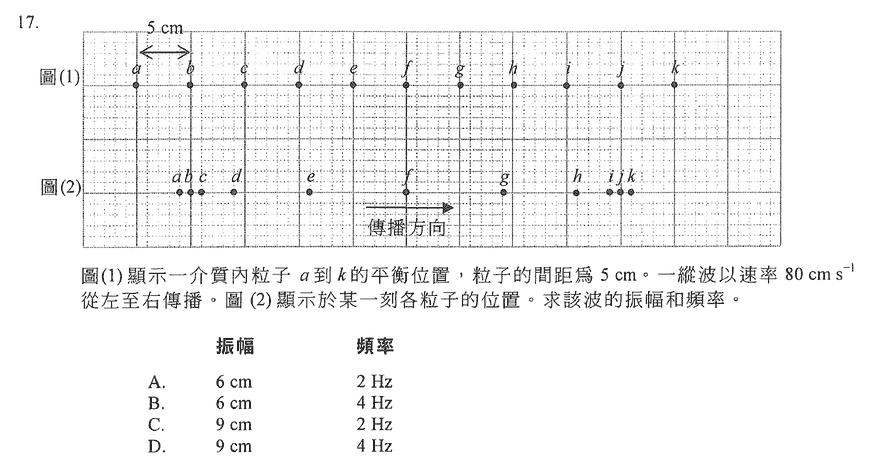 17.
5 cm
圖(1) a b c d e f g h i j k
圖(2) a b c d e f g h i j k
傳播方向
圖(1) 顯示一介質內粒子 a 到 k 的平衡位置，粒子的間距爲 5 cm。一縱波以速率 80 cm s⁻¹
從左至右傳播。圖 (2) 顯示於某一刻各粒子的位置。求該波的振幅和頻率。
振幅 頻率
A. 6 cm 2 Hz
B. 6 cm 4 Hz
C. 9 cm 2 Hz
D. 9 cm 4 Hz